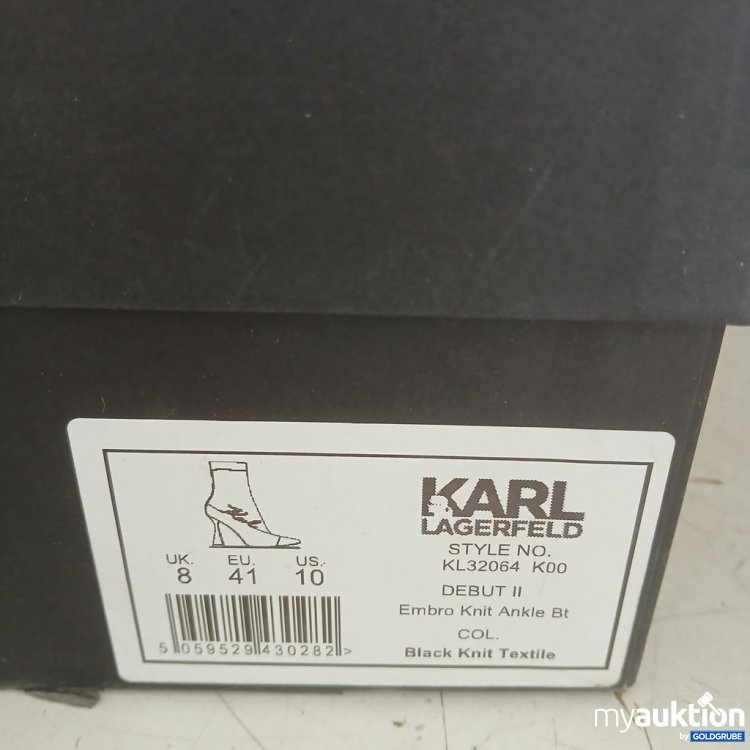 Karl
UK. EU. US.
8 41 10
5 059529 430282 >
KARL
LAGERFELD
STYLE NO.
KL32064 K00
DEBUT II
Embro Knit Ankle Bt
COL.
Black Knit Textile
myauktion
by GOLDGRUBE